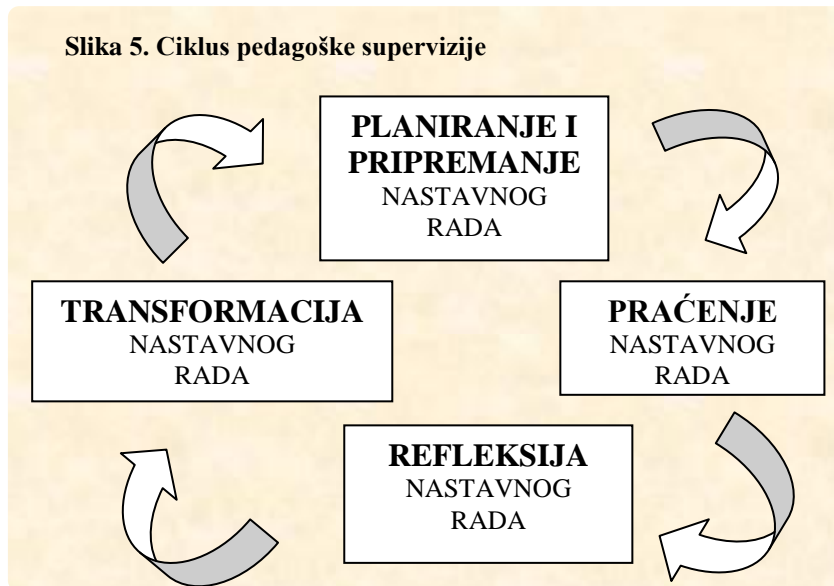 Slika 5. Ciklus pedagoške supervizije
PLANIRANJE I
PRIPREMANJE
NASTAVNOG
RADA
TRANSFORMACIJA
NASTAVNOG
RADA
PRAĆENJE
NASTAVNOG
RADA
REFLEKSIJA
NASTAVNOG
RADA